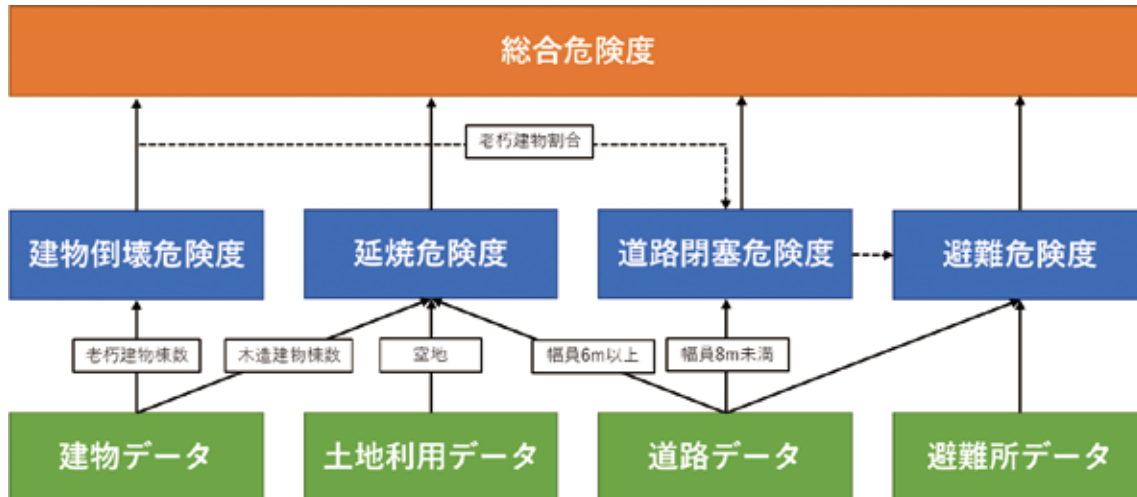 総合危険度
老朽建物割合
建物倒壊危険度
延焼危険度
道路閉塞危険度
避難危険度
老朽建物棟数
木造建物棟数
空地
幅員6m以上
幅員8m未満
建物データ
土地利用データ
道路データ
避難所データ